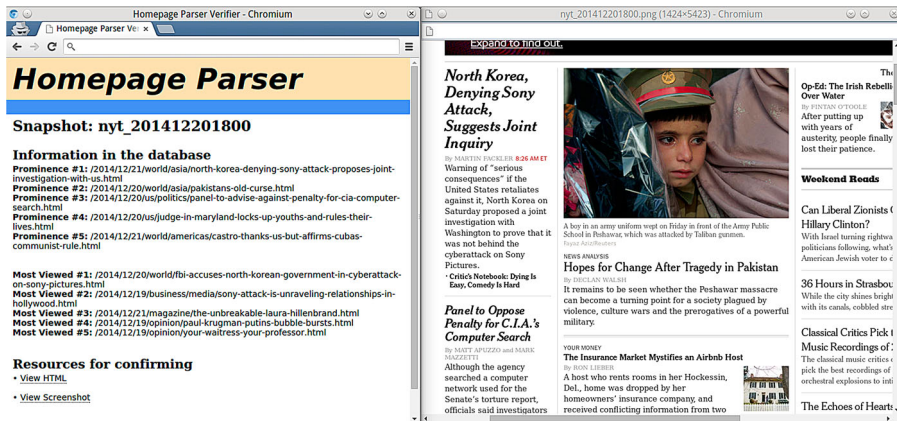 Homepage Parser Verifier - Chromium
Homepage Parser Ver
Homepage Parser
Snapshot: nyt_201412201800
Information in the database
Prominence #1: /2014/12/21/world/asia/north-korea-denying-sony-attack-proposes-joint-
investigation-with-us.html
Prominence #2: /2014/12/20/world/asia/pakistans-old-curse.html
Prominence #3: /2014/12/20/us/politics/panel-to-advise-against-penalty-for-cia-computer-
search.html
Prominence #4: /2014/12/20/us/judge-in-maryland-locks-up-youths-and-rules-their-
lives.html
Prominence #5: /2014/12/21/world/americas/castro-thanks-us-but-affirms-cubas-
communist-rule.html
Most Viewed #1: /2014/12/20/world/fbi-accuses-north-korean-government-in-cyberattack-
on-sony-pictures.html
Most Viewed #2: /2014/12/19/business/media/sony-attack-is-unraveling-relationships-in-
hollywood.html
Most Viewed #3: /2014/12/21/magazine/the-unbreakable-laura-hillenbrand.html
Most Viewed #4: /2014/12/19/opinion/paul-krugman-putins-bubble-bursts.html
Most Viewed #5: /2014/12/19/opinion/your-waitress-your-professor.html
Resources for confirming
• View HTML
• View Screenshot
nyt_201412201800.png (1424×5423) - Chromium
Expand to find out.
North Korea,
Denying Sony
Attack,
Suggests Joint
Inquiry
By MARTIN FACKLER 8:26 AM ET
Warning of “serious
consequences” if the
United States retaliates
against it, North Korea on
Saturday proposed a joint
investigation with
Washington to prove that it
was not behind the
cyberattack on Sony
Pictures.
• Critic's Notebook: Dying Is
Easy, Comedy Is Hard
Panel to Oppose
Penalty for C.I.A.'s
Computer Search
By MATT APUZZO and MARK
MAZZETTI
Although the agency
searched a computer
network used for the
Senate's torture report,
officials said investigators
A boy in an army uniform wept on Friday in front of the Army Public
School in Peshawar, which was attacked by Taliban gunmen.
Fayaz Aziz/Reuters
NEWS ANALYSIS
Hopes for Change After Tragedy in Pakistan
By DECLAN WALSH
It remains to be seen whether the Peshawar massacre
can become a turning point for a society plagued by
violence, culture wars and the prerogatives of a powerful
military.
YOUR MONEY
The Insurance Market Mystifies an Airbnb Host
By RON LIEBER
A host who rents rooms in her Hockessin,
Del., home was dropped by her
homeowners' insurance company, and
received conflicting information from two
The
Op-Ed: The Irish Rebelli
Over Water
By FINTAN O'TOOLE
After putting up
with years of
austerity, people finally
lost their patience.
Weekend Reads
Can Liberal Zionists C
Hillary Clinton?
With Israel turning rightwa
politicians following, what's
American Jewish voter to d
36 Hours in Strasbou
While the city shines bright
with its canals, cobbled stre
Classical Critics Pick t
Music Recordings of
The classical music critics o
pick the best recordings of
orchestral explosions to inti
The Echoes of Hearts